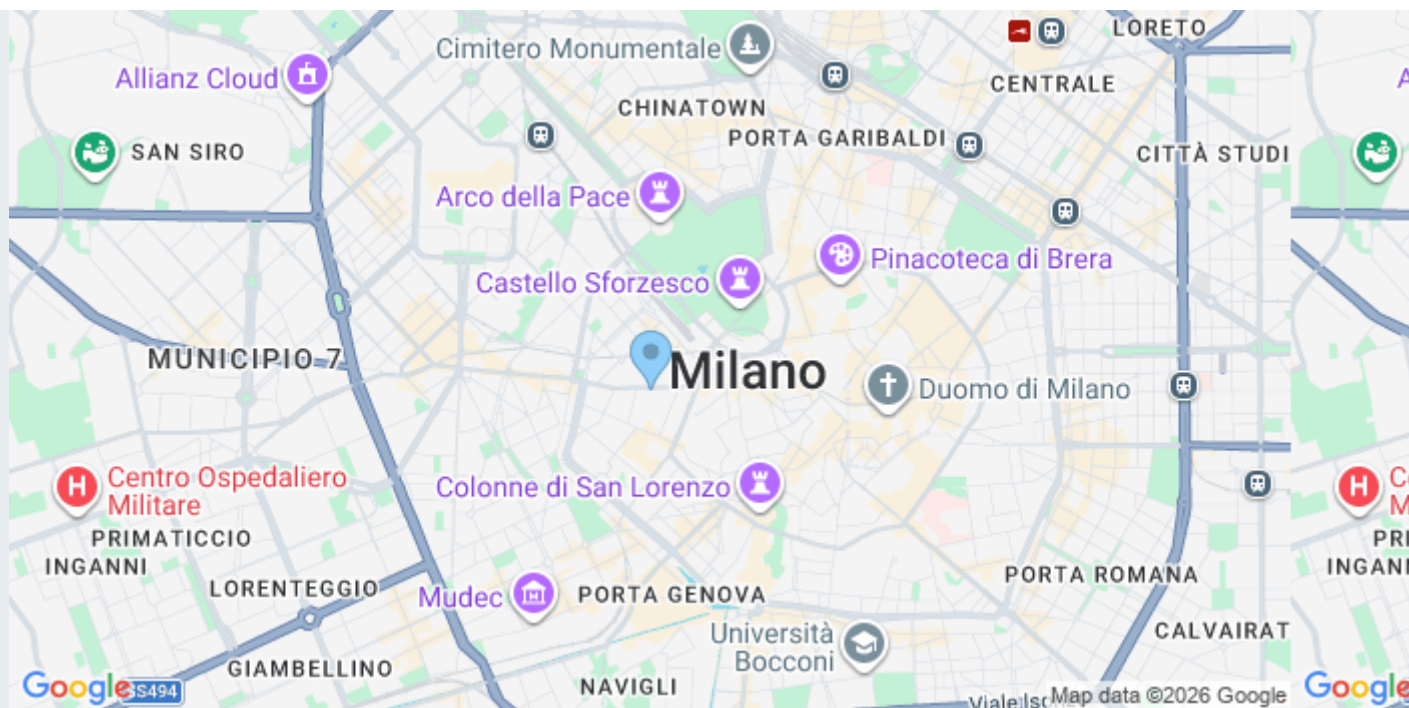 LORETO
Cimitero Monumentale
Allianz Cloud
CENTRALE
CHINATOWN
PORTA GARIBALDI
SAN SIRO
CITTÀ STUDI
Arco della Pace
Pinacoteca di Brera
Castello Sforzesco
MUNICIPIO 7
Milano
Duomo di Milano
Centro Ospedaliero
Militare
Colonne di San Lorenzo
H
H
PRIMATICCIO
INGANNI
PORTA ROMANA
LORENTEGGIO
Mudec
PORTA GENOVA
CALVAIRAT
Università
Bocconi
GIAMBELLINO
NAVIGLI
Google
SS494
Map data ©2026 Google
Google